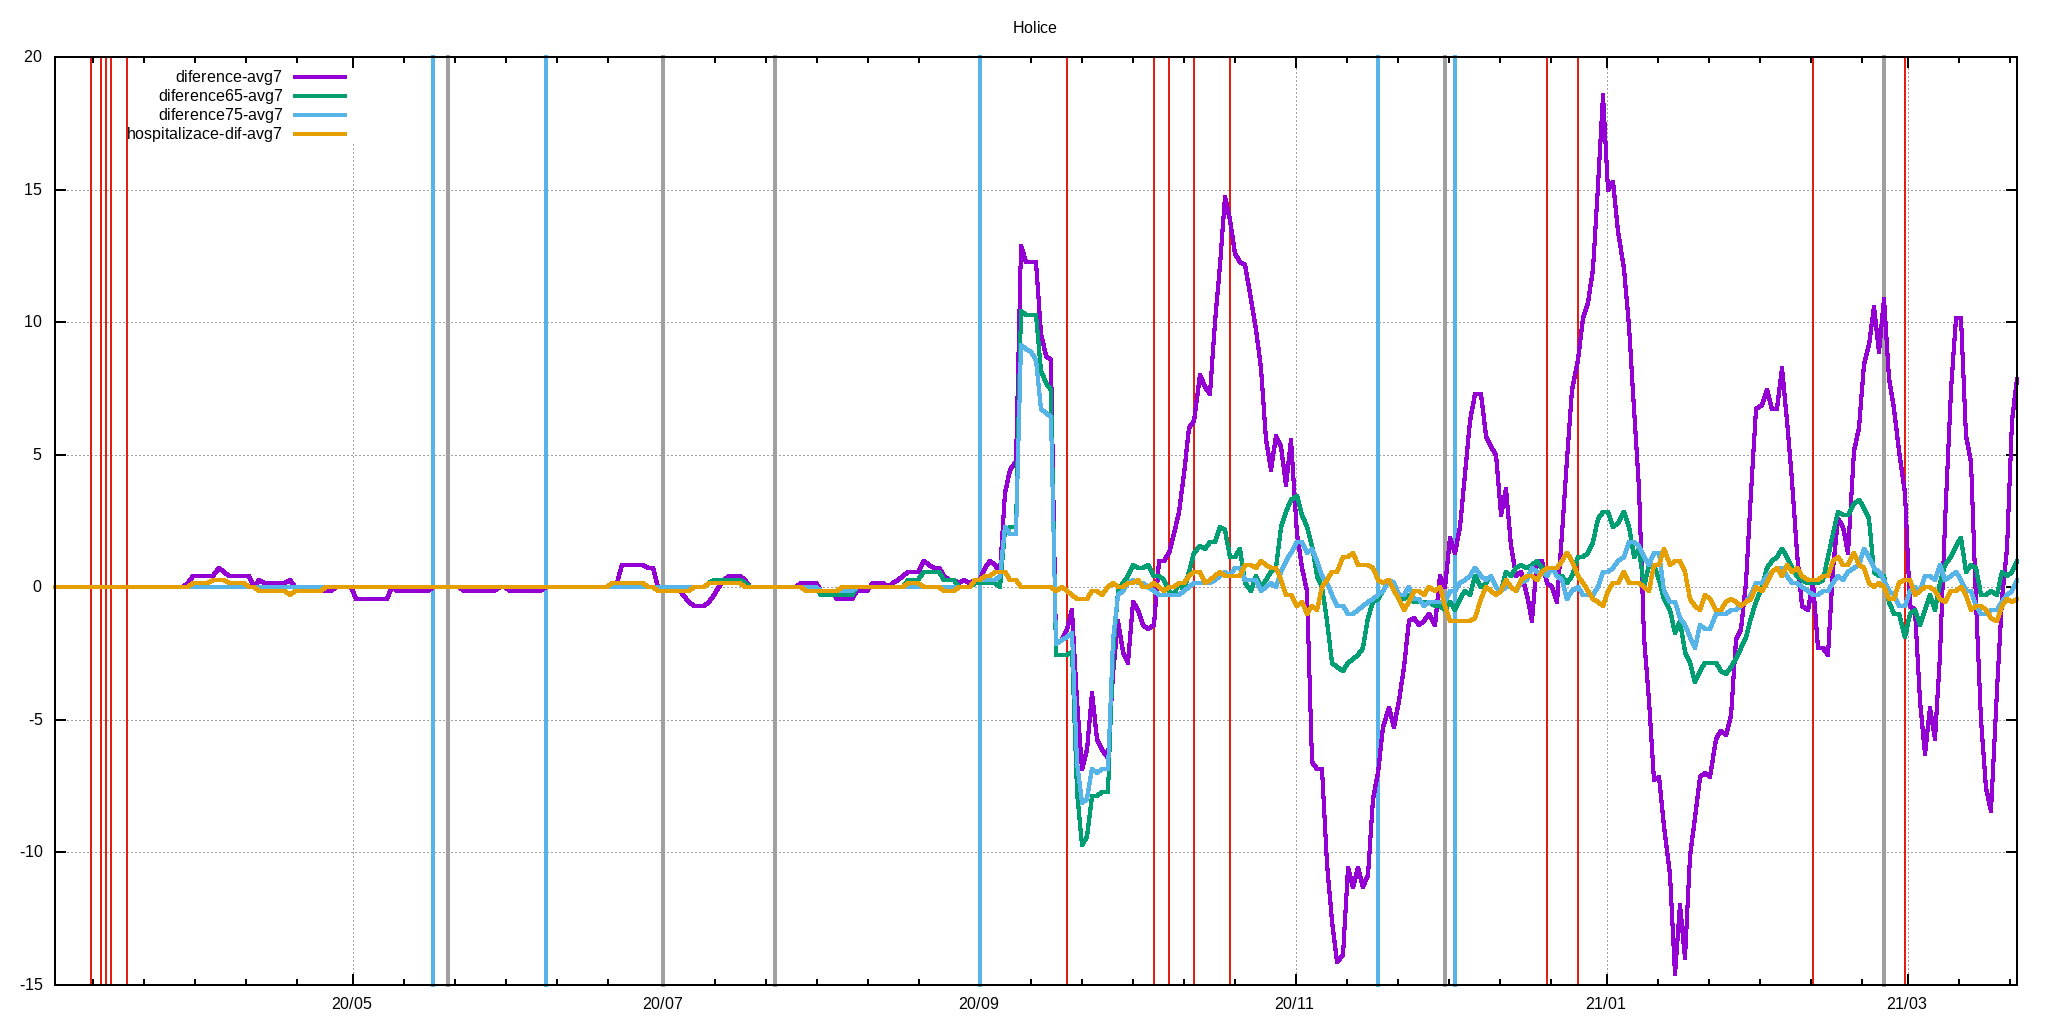 Holice
20
diference-avg7
diference65-avg7
diference75-avg7
hospitalizace-dif-avg7
15
10
5
0
-5
-10
-15
20/05 20/07 20/09 20/11 21/01 21/03